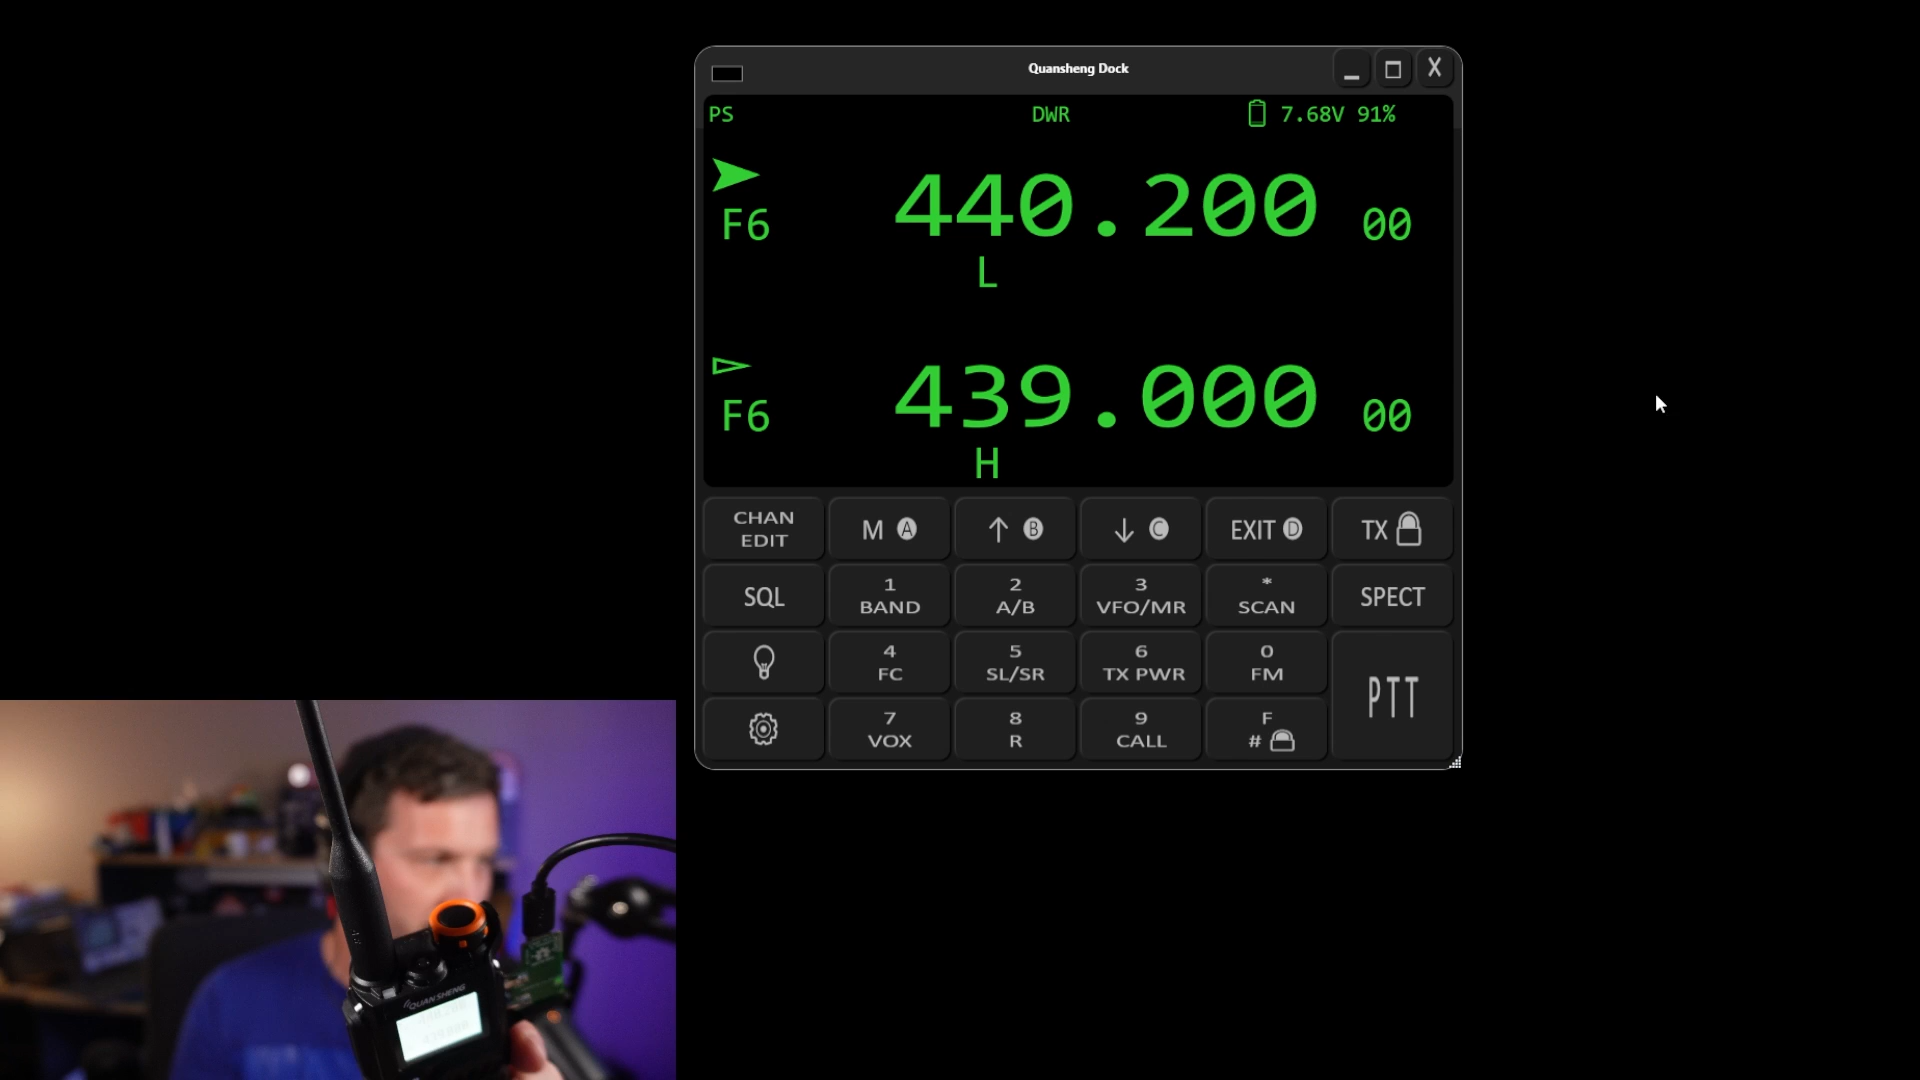 Quansheng Dock
X
PS DWR 7.68V 91%
F6 440.200 00
L
F6 439.000 00
H
CHAN EDIT
M A
↑ B
↓ C
EXIT D
TX
SQL
1 BAND
2 A/B
3 VFO/MR
* SCAN
SPECT
4 FC
5 SL/SR
6 TX PWR
0 FM
PTT
7 VOX
8 R
9 CALL
F #
QUANSHENG